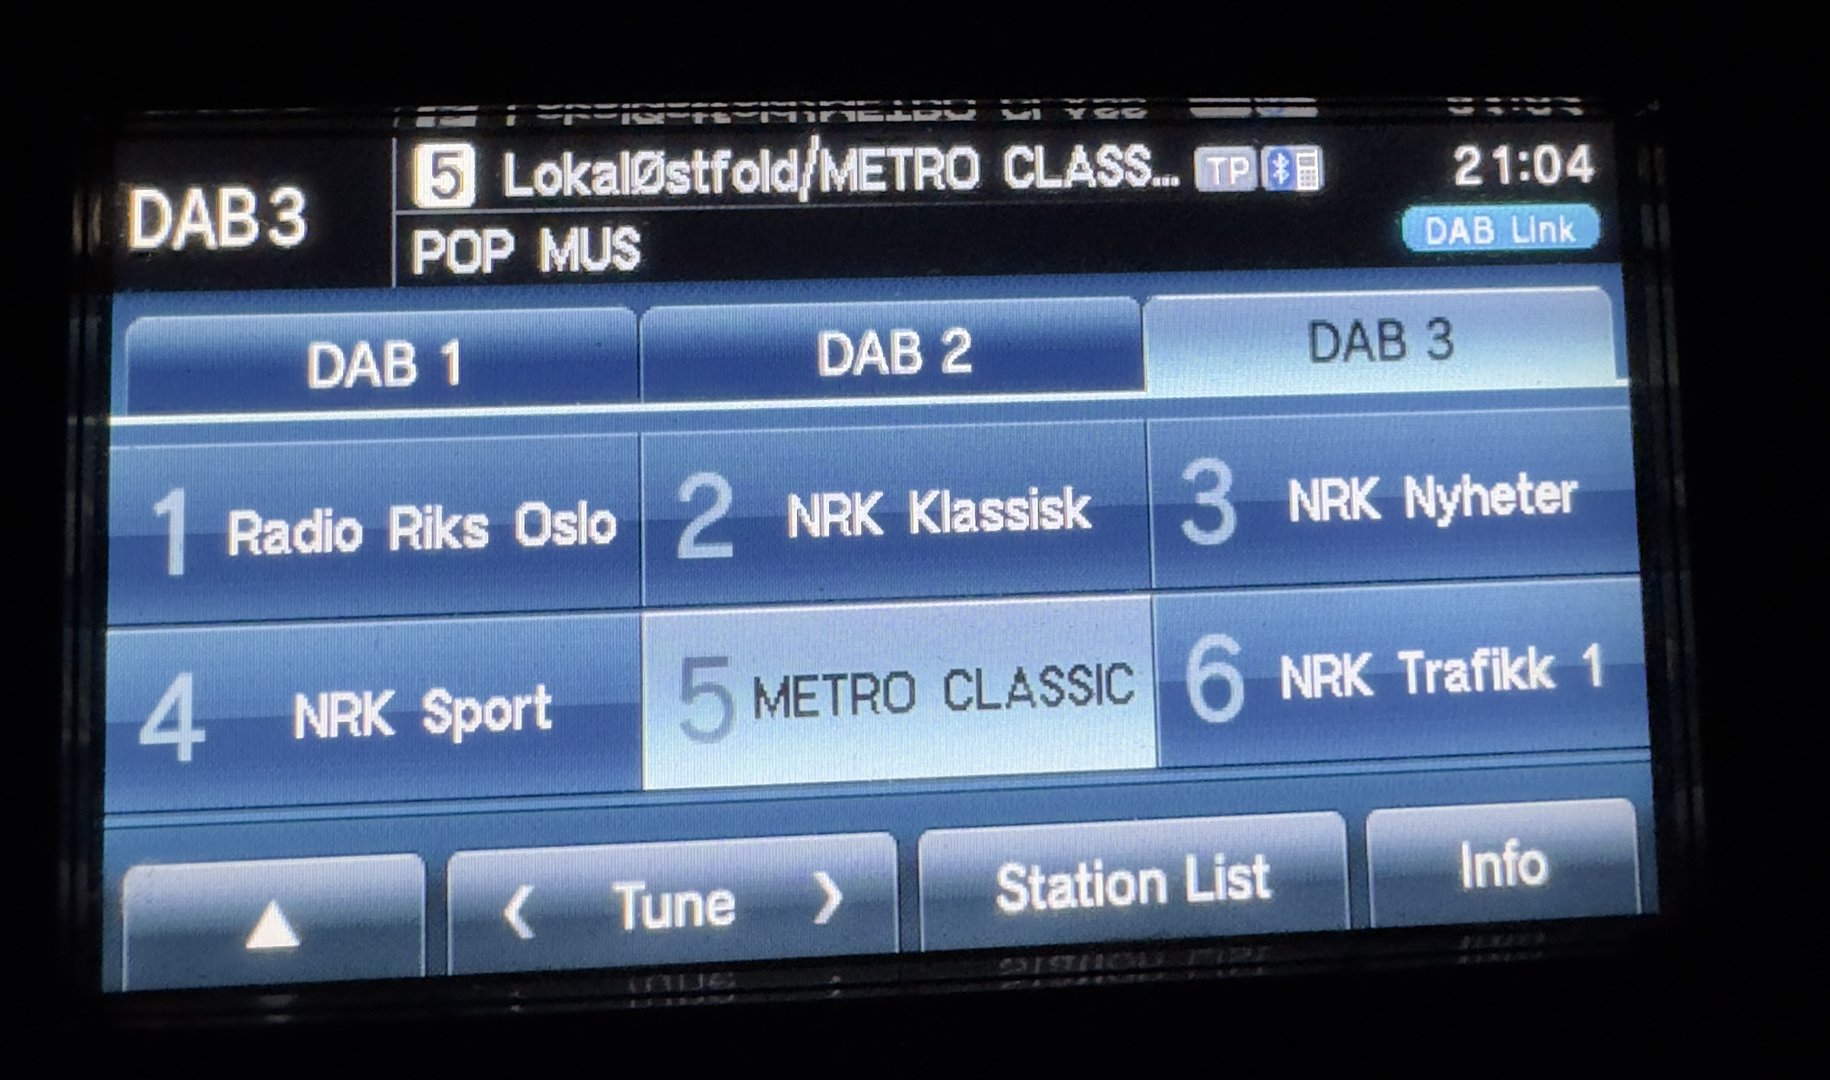 DAB3
5 LokalØstfold/METRO CLASS... TP 21:04
POP MUS DAB Link
DAB 1 DAB 2 DAB 3
1 Radio Riks Oslo 2 NRK Klassisk 3 NRK Nyheter
4 NRK Sport 5 METRO CLASSIC 6 NRK Trafikk 1
< Tune > Station List Info